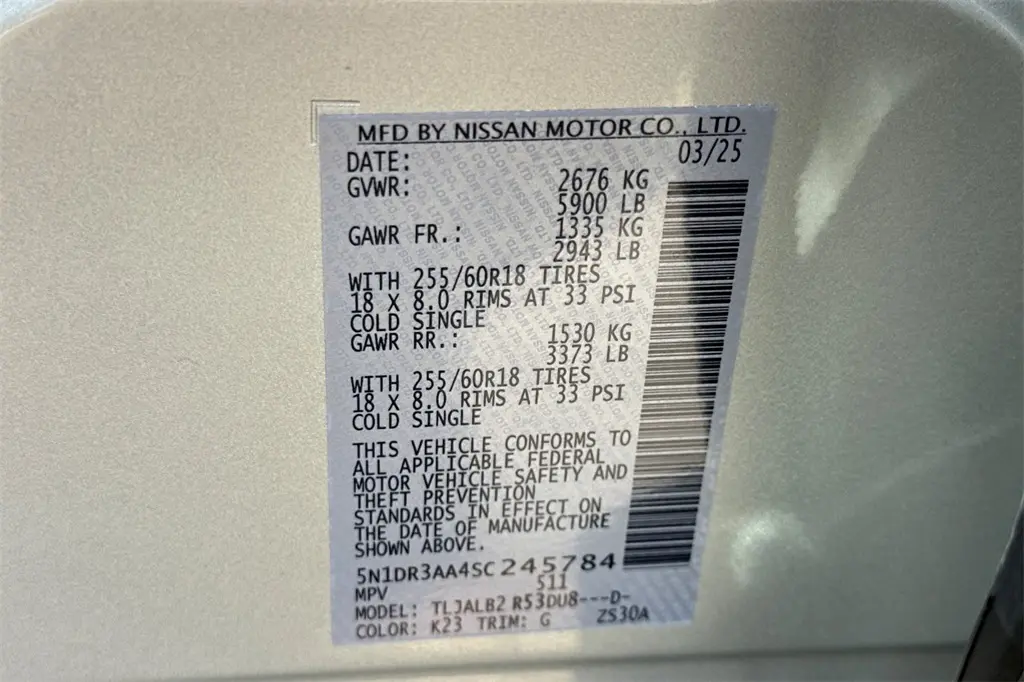 MFD BY NISSAN MOTOR CO., LTD.
DATE: 03/25
GVWR: 2676 KG
5900 LB
GAWR FR.: 1335 KG
2943 LB
WITH 255/60R18 TIRES
18 X 8.0 RIMS AT 33 PSI
COLD SINGLE
GAWR RR.: 1530 KG
3373 LB
WITH 255/60R18 TIRES
18 X 8.0 RIMS AT 33 PSI
COLD SINGLE
THIS VEHICLE CONFORMS TO
ALL APPLICABLE FEDERAL
MOTOR VEHICLE SAFETY AND
THEFT PREVENTION
STANDARDS IN EFFECT ON
THE DATE OF MANUFACTURE
SHOWN ABOVE.
5N1DR3AA4SC245784
MPV 511
MODEL: TLJALB2 R53DU8---D-
COLOR: K23 TRIM: G ZS30A